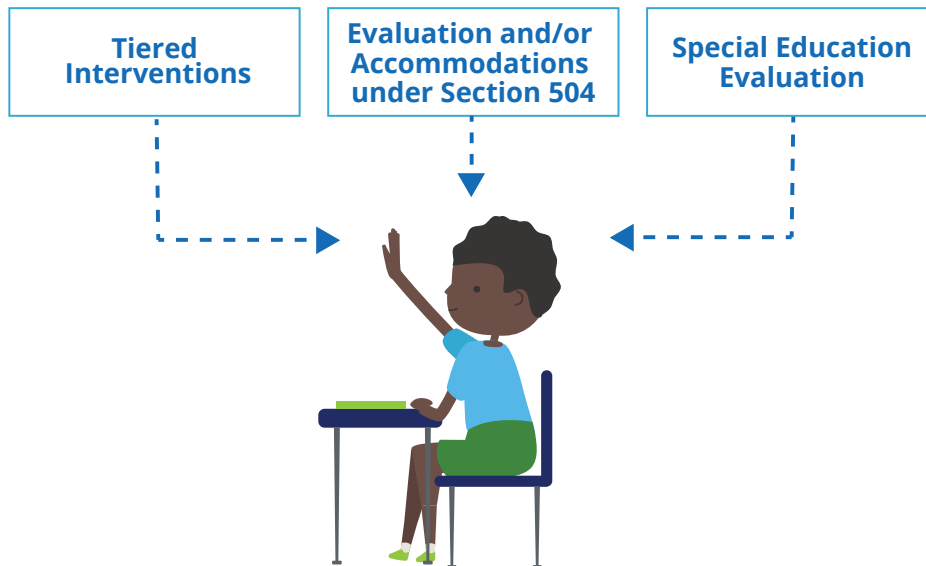 Tiered
Interventions
Evaluation and/or
Accommodations
under Section 504
Special Education
Evaluation